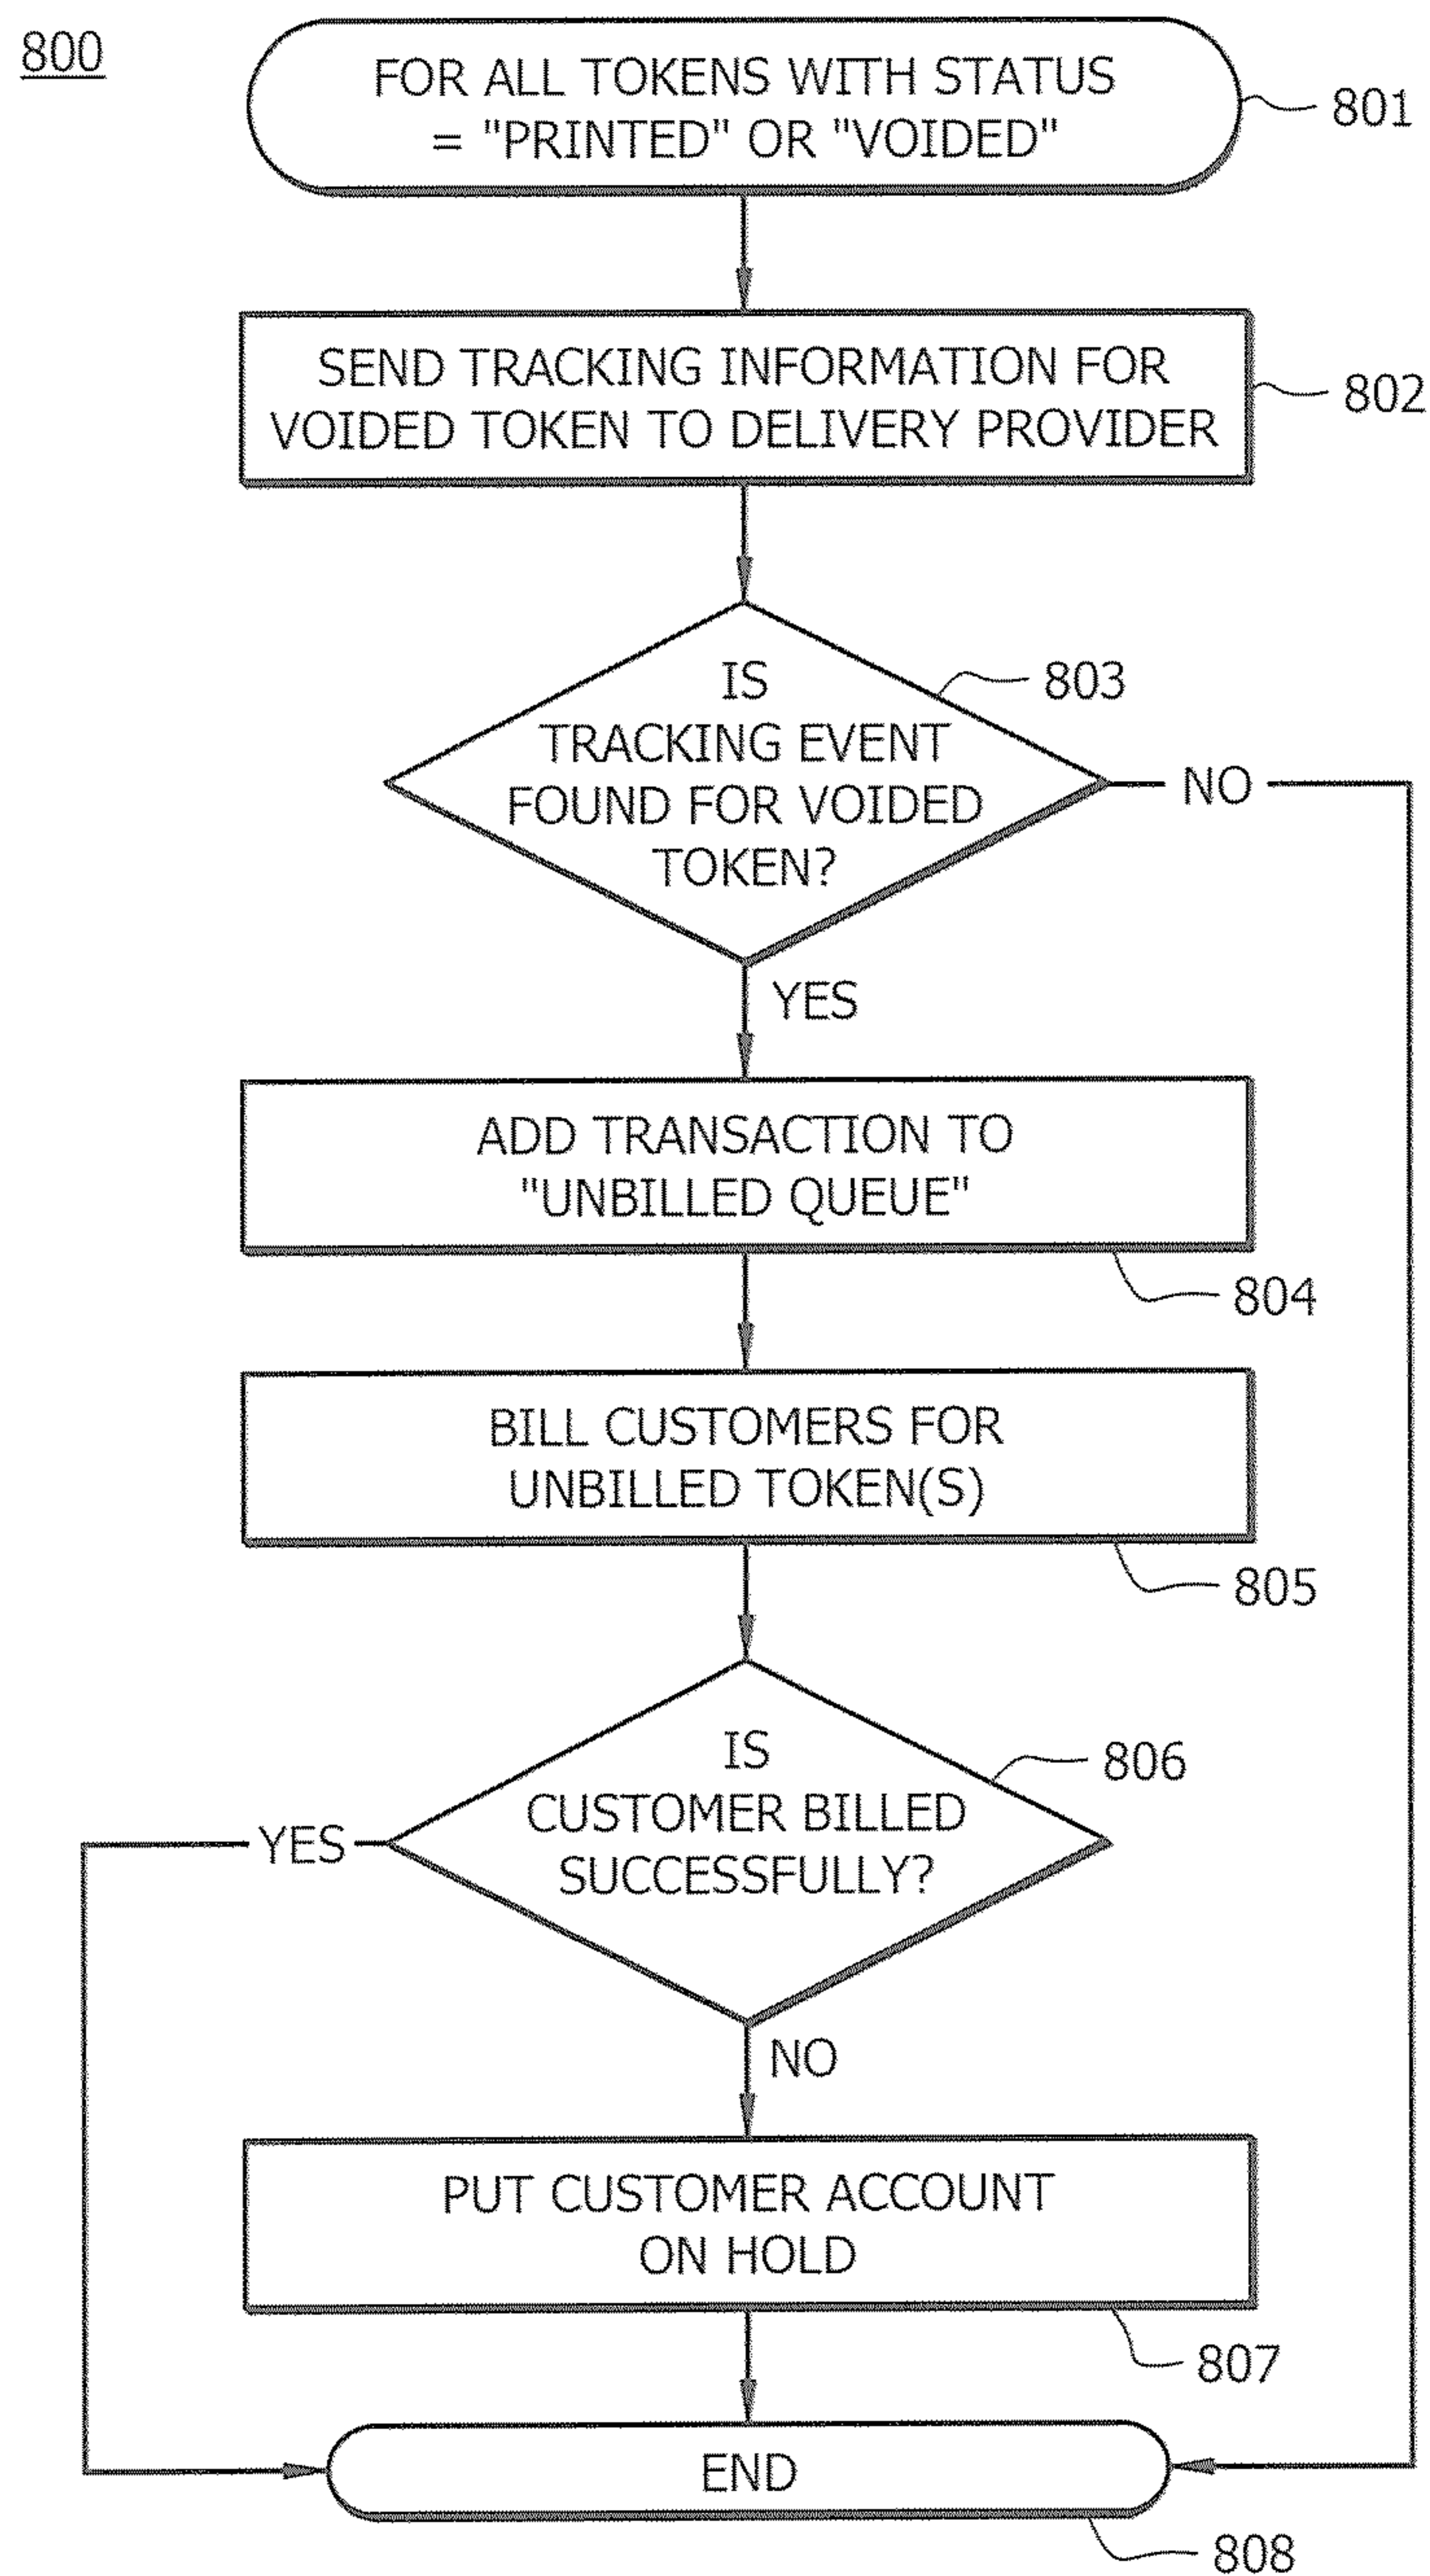 800
FOR ALL TOKENS WITH STATUS
= "PRINTED" OR "VOIDED"
801
SEND TRACKING INFORMATION FOR
VOIDED TOKEN TO DELIVERY PROVIDER
802
IS
TRACKING EVENT
FOUND FOR VOIDED
TOKEN?
803
NO
YES
ADD TRANSACTION TO
"UNBILLED QUEUE"
804
BILL CUSTOMERS FOR
UNBILLED TOKEN(S)
805
IS
CUSTOMER BILLED
SUCCESSFULLY?
806
YES
NO
PUT CUSTOMER ACCOUNT
ON HOLD
807
END
808